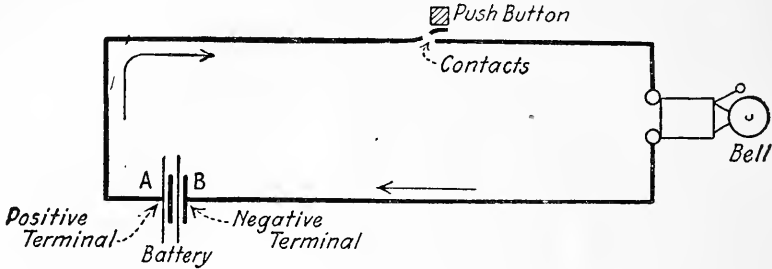 Push Button
Contacts
Bell
A B
Positive
Terminal
Negative
Terminal
Battery